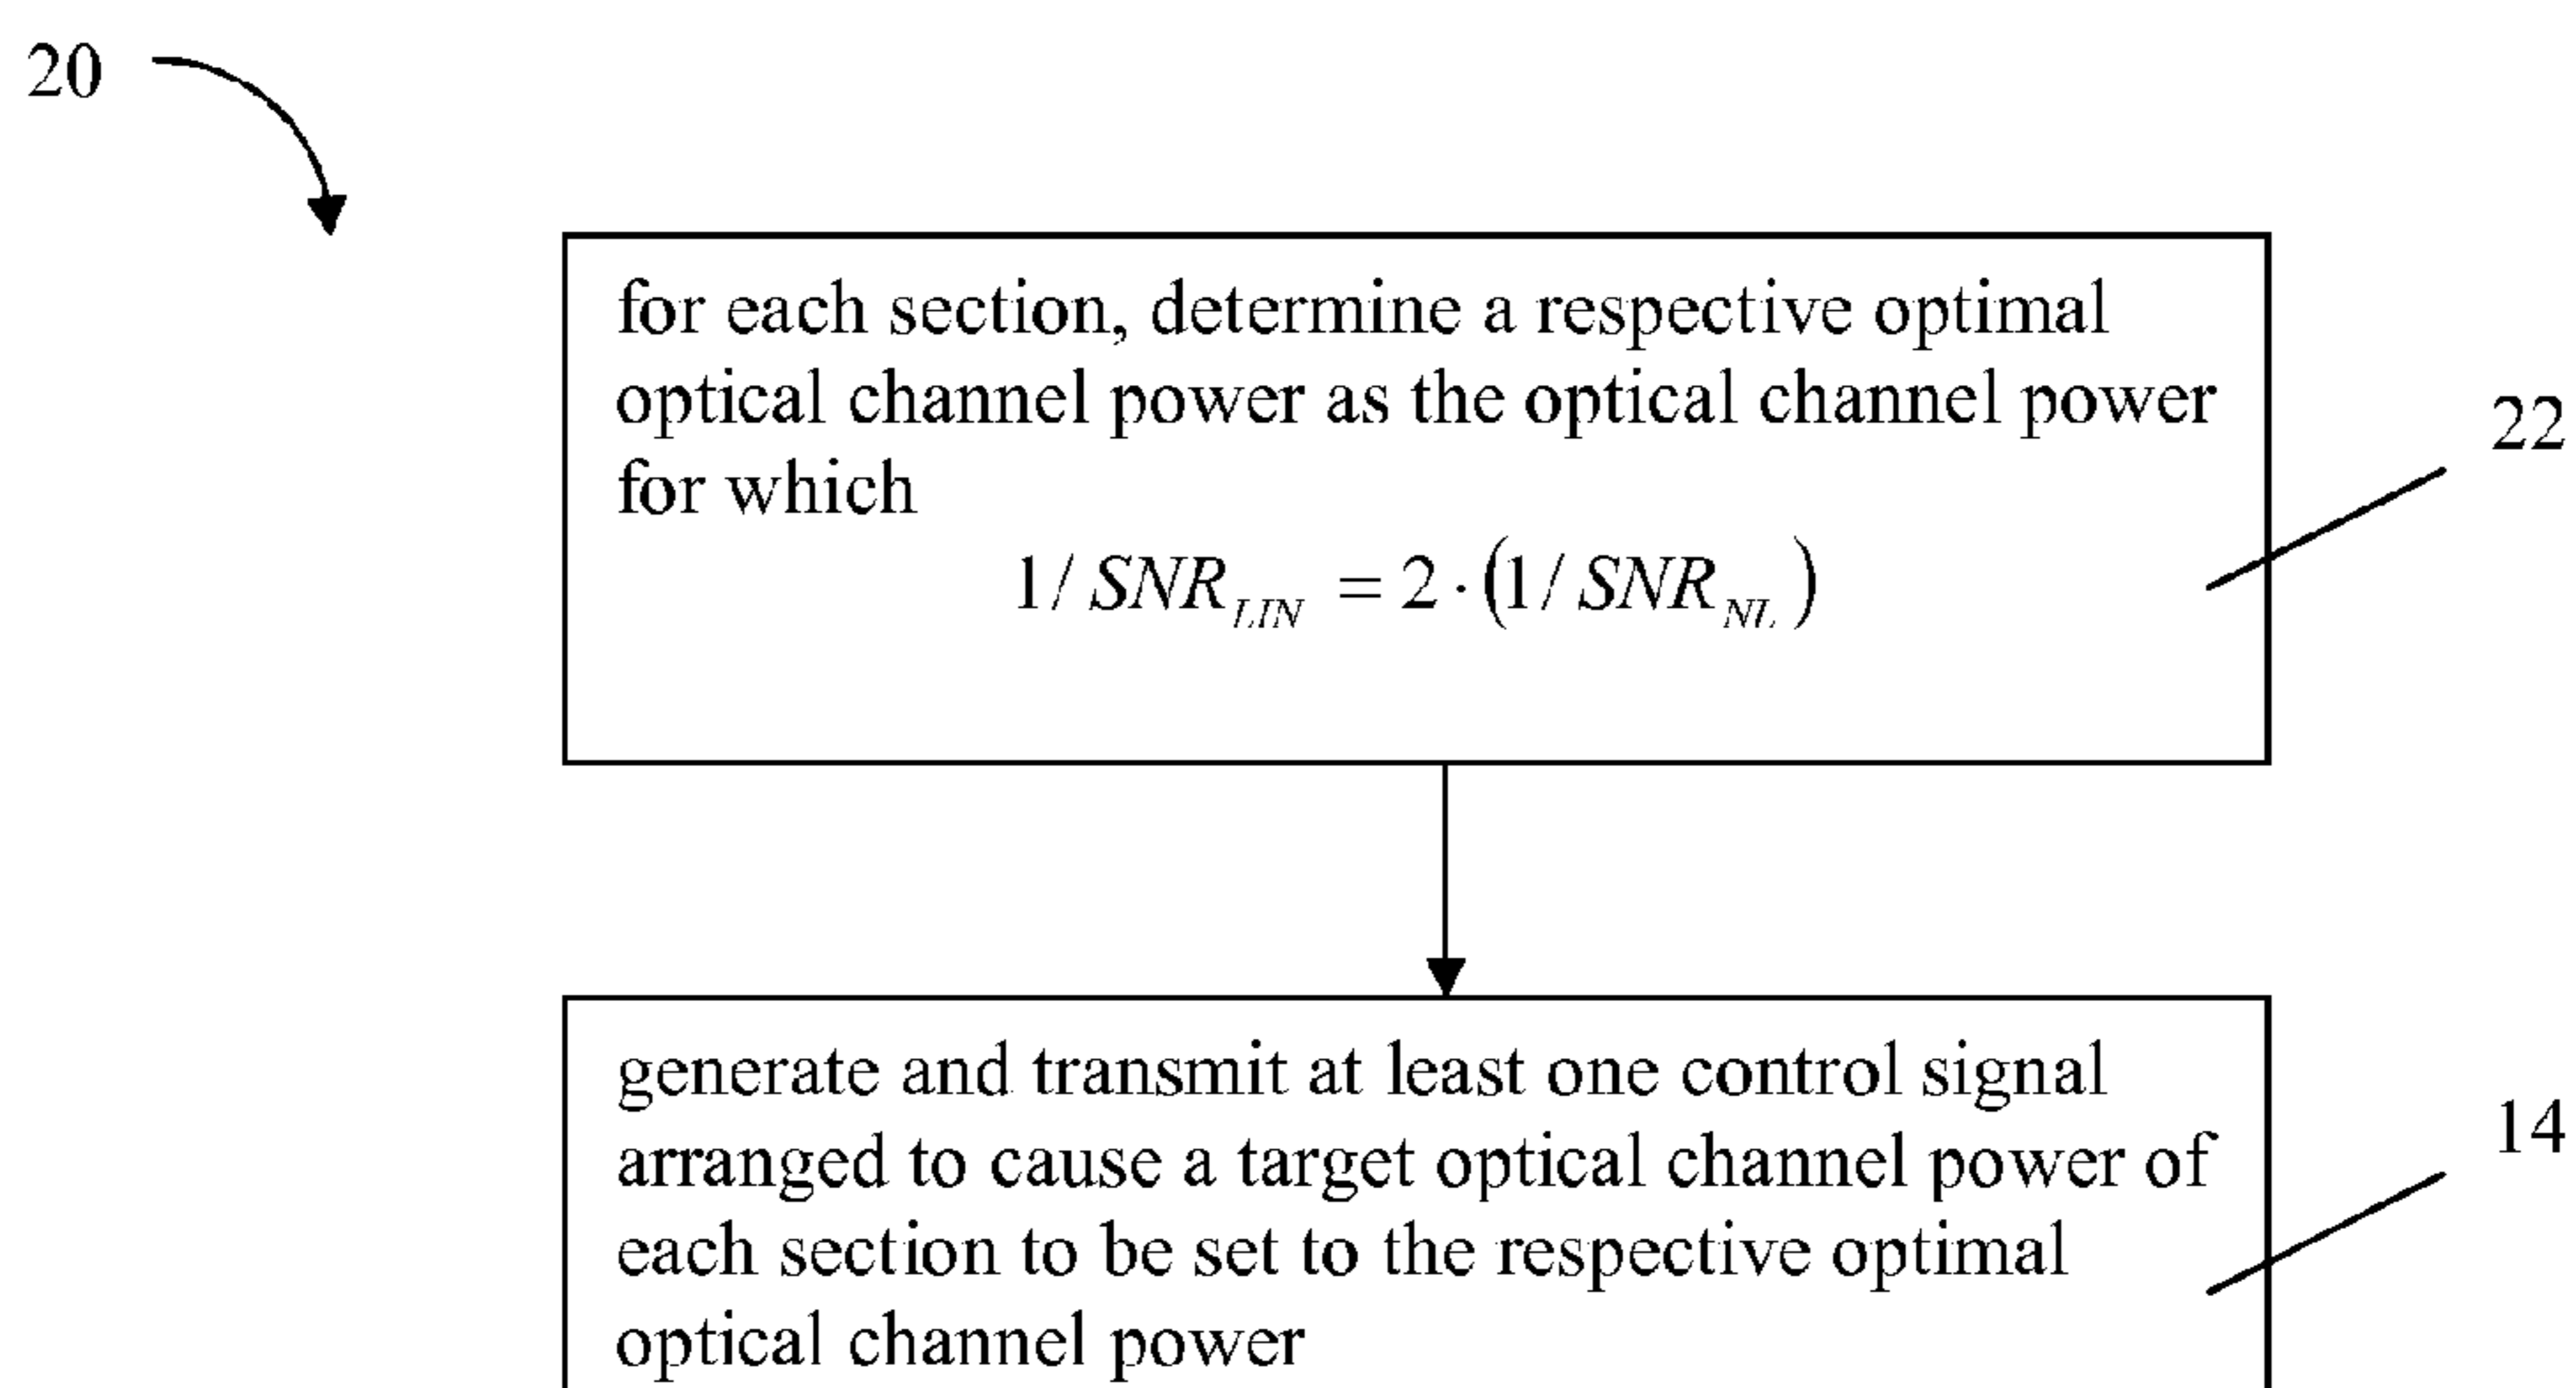 20
for each section, determine a respective optimal
optical channel power as the optical channel power
for which
1/ SNR_LIN = 2 · (1/ SNR_NL)
22
generate and transmit at least one control signal
arranged to cause a target optical channel power of
each section to be set to the respective optimal
optical channel power
14